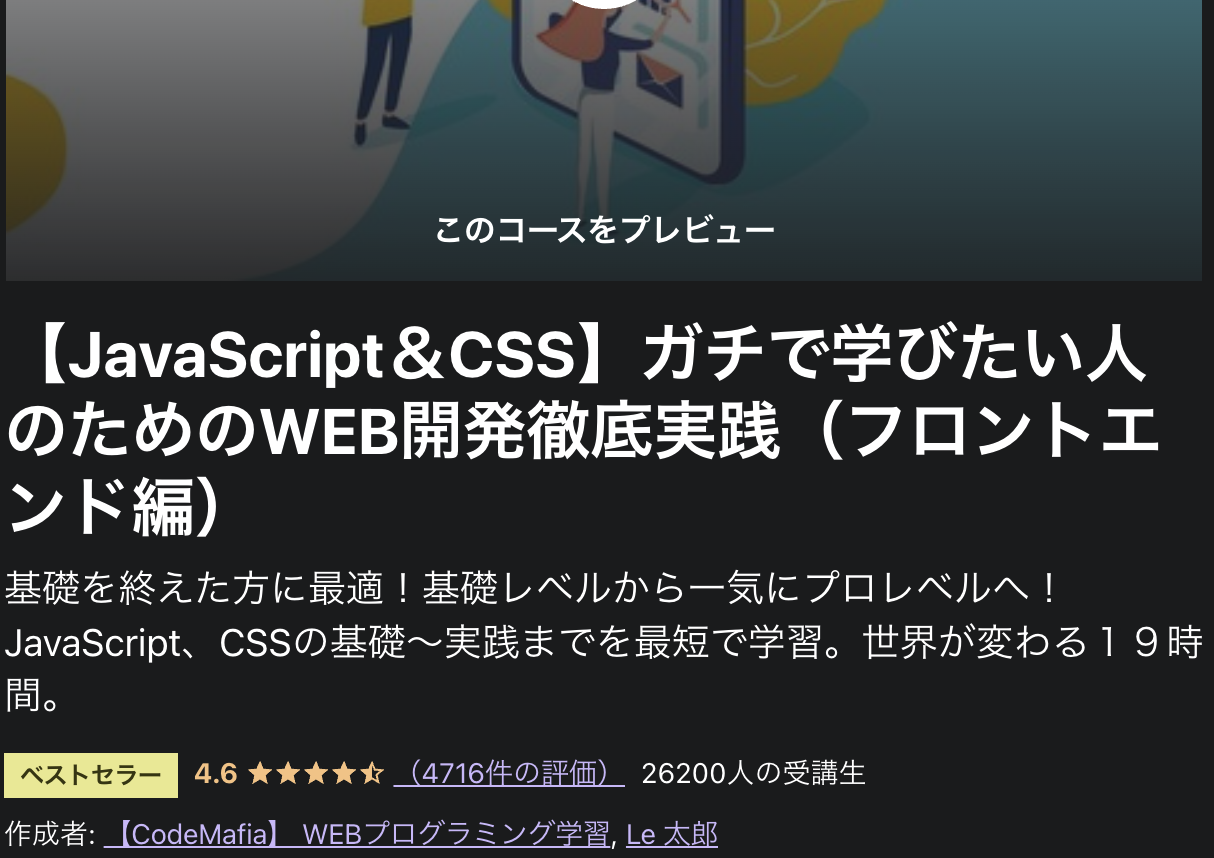 このコースをプレビュー
【JavaScript＆CSS】ガチで学びたい人
のためのWEB開発徹底実践（フロントエ
ンド編）
基礎を終えた方に最適！基礎レベルから一気にプロレベルへ！
JavaScript、CSSの基礎〜実践までを最短で学習。世界が変わる１９時
間。
ベストセラー 4.6 （4716件の評価） 26200人の受講生
作成者: 【CodeMafia】 WEBプログラミング学習, Le 太郎